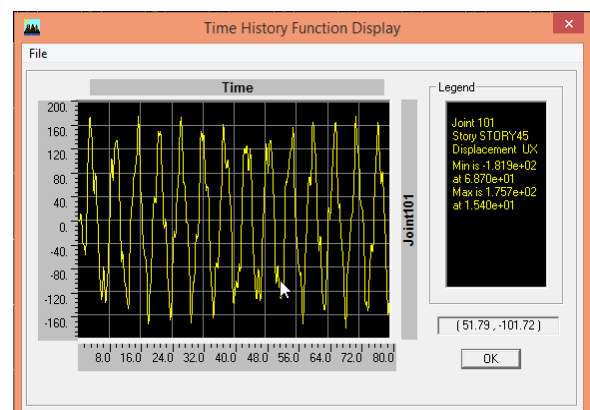 Time History Function Display
File
Time
200.
160.
120.
80.
40.
0.
-40.
-80.
-120.
-160.
8.0 16.0 24.0 32.0 40.0 48.0 56.0 64.0 72.0 80.0
Joint101
Legend
Joint 101
Story STORY45
Displacement UX
Min is -1.819e+02
at 6.870e+01
Max is 1.757e+02
at 1.540e+01
( 51.79 , -101.72 )
OK